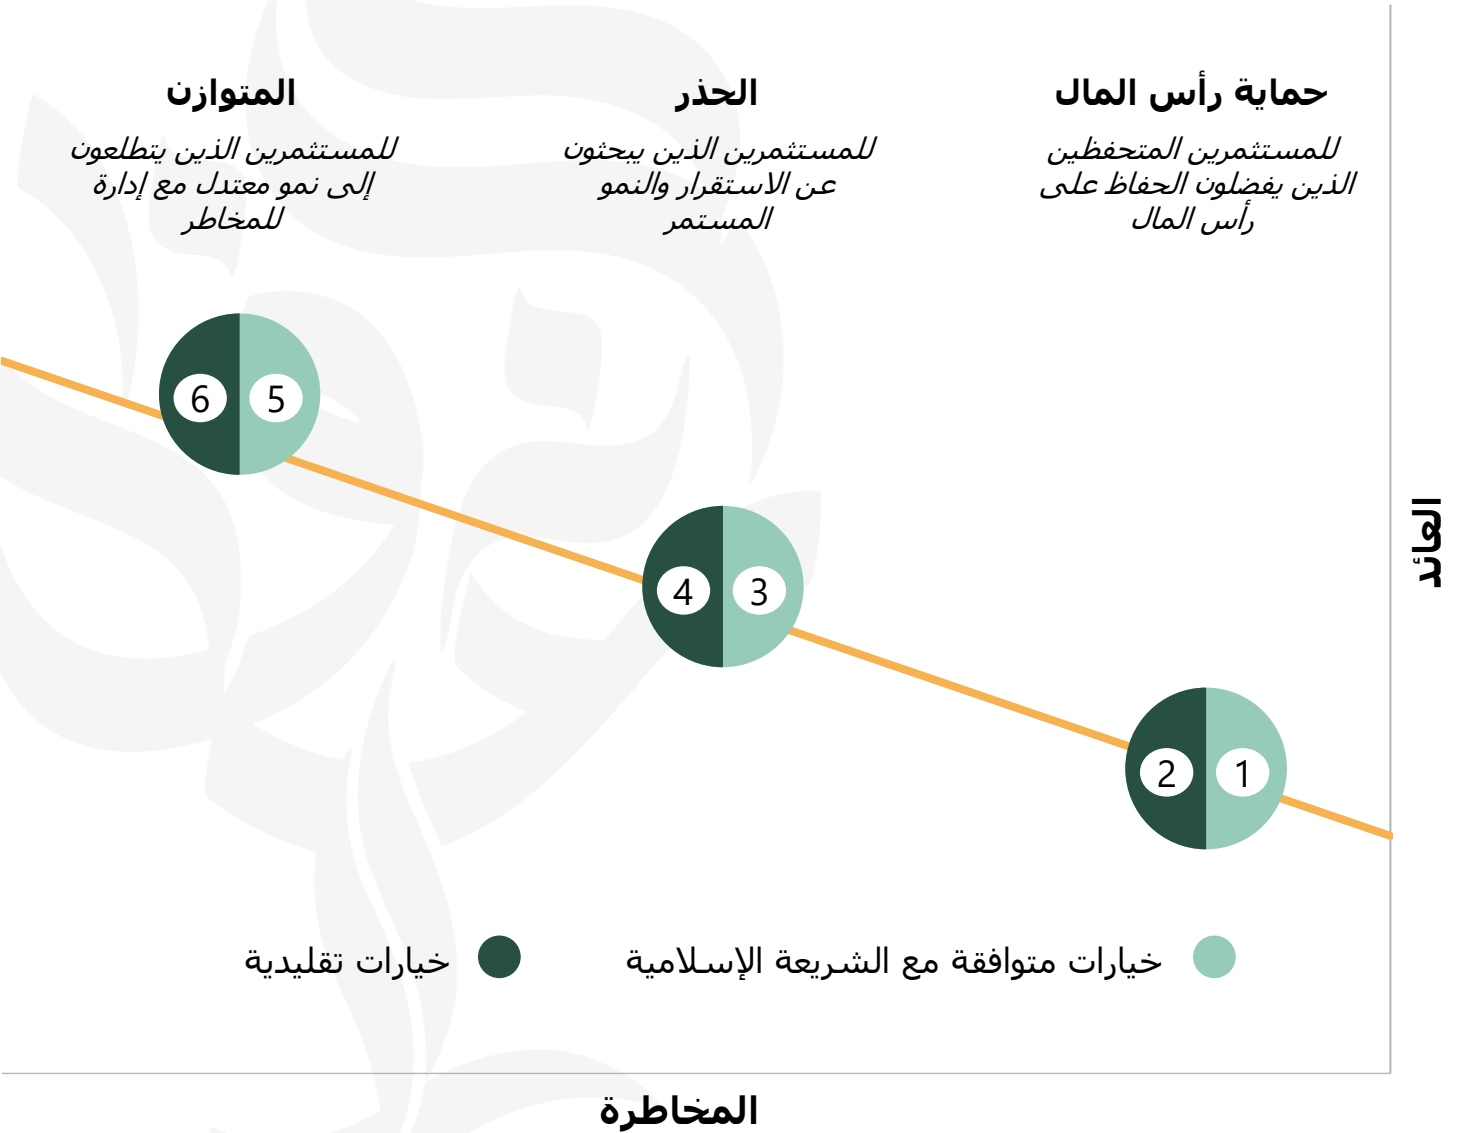 حماية رأس المال
للمستثمرين المتحفظين
الذين يفضلون الحفاظ على
رأس المال
الحذر
للمستثمرين الذين يبحثون
عن الاستقرار والنمو
المستمر
المتوازن
للمستثمرين الذين يتطلعون
إلى نمو معتدل مع إدارة
للمخاطر
5
6
3
4
1
2
العائد
خيارات متوافقة مع الشريعة الإسلامية
خيارات تقليدية
المخاطرة